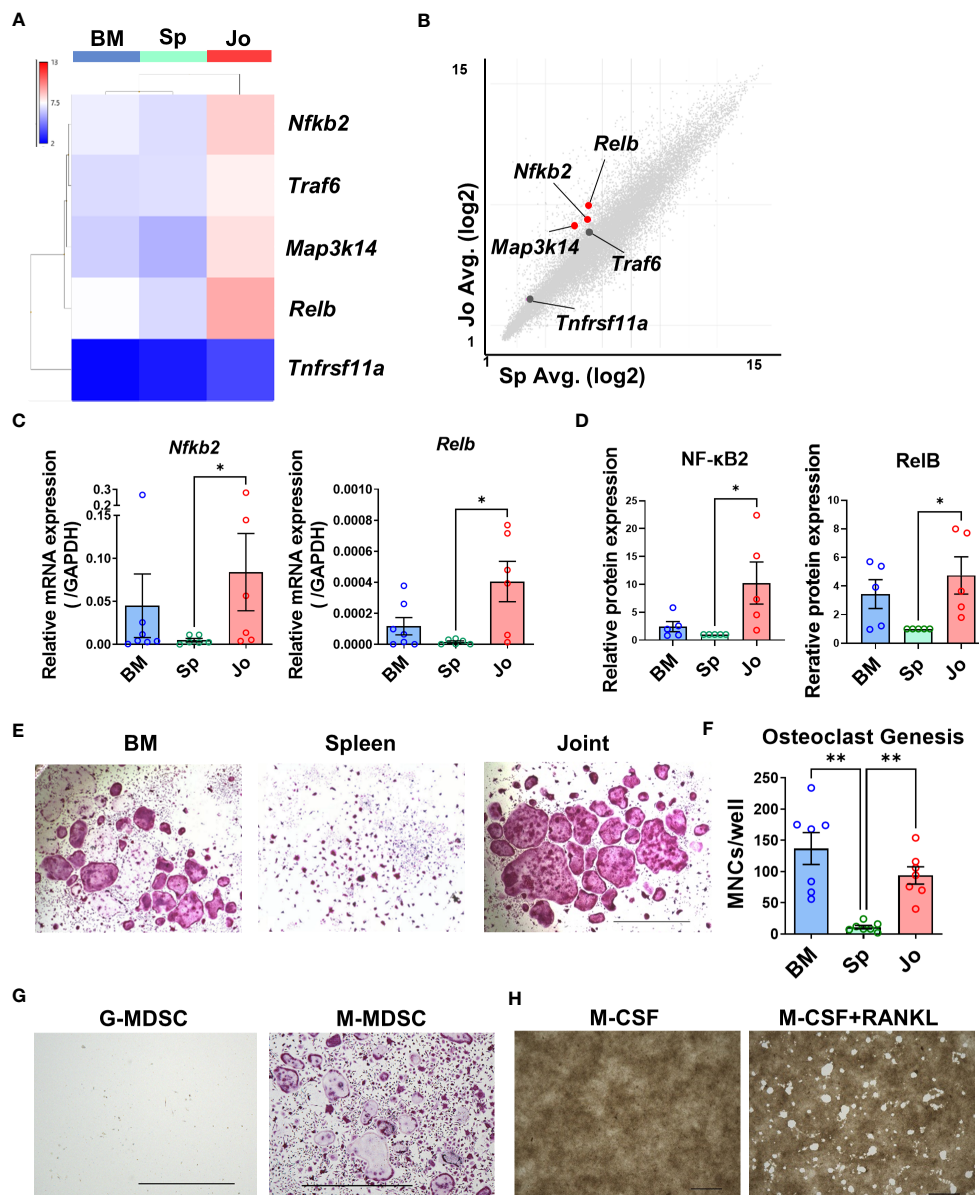 A
BM Sp Jo
13
7.5
2
Nfkb2
Traf6
Map3k14
Relb
Tnfrsf11a
B
15
Jo Avg. (log2)
1
Relb
Nfkb2
Map3k14
Traf6
Tnfrsf11a
1
15
Sp Avg. (log2)
C
Nfkb2
Relative mRNA expression
( /GAPDH)
0.3
0.2
0.15
0.10
0.05
0.00
*
BM Sp Jo
Relb
Relative mRNA expression
( /GAPDH)
0.0010
0.0008
0.0006
0.0004
0.0002
0.0000
*
BM Sp Jo
D
NF-κB2
Relative protein expression
25
20
15
10
5
0
*
BM Sp Jo
RelB
Rerative protein expression
10
8
6
4
2
0
*
BM Sp Jo
E
BM Spleen Joint
F
Osteoclast Genesis
MNCs/well
250
200
150
100
50
0
** **
BM Sp Jo
G
G-MDSC M-MDSC
H
M-CSF M-CSF+RANKL